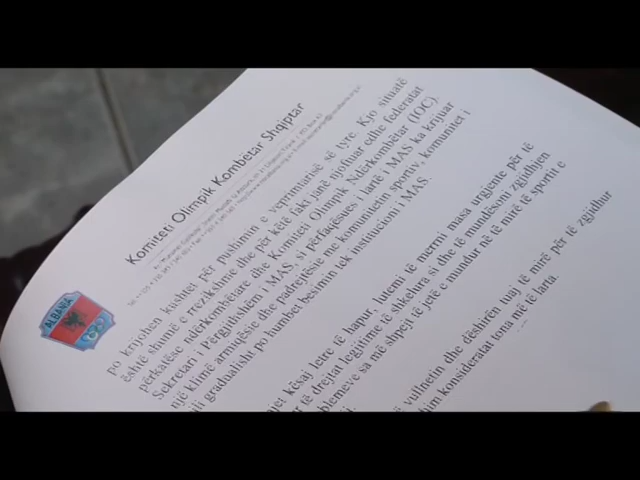 ALBANIA
Komiteti Olimpik Kombëtar Shqiptar
po krijohen kushtet për pushimin e veprimtarisë së tyre. Kjo situatë
është shumë e rrezikshme dhe për këtë fakt janë njoftuar edhe federatat
përkatëse ndërkombëtare dhe Komiteti Olimpik Ndërkombëtar (IOC).
Sekretari i Përgjithshëm i MAS, si përfaqësues i lartë i MAS ka krijuar
një klimë armuqësie dhe padrejtësie me komunitetin sportiv, komunitet i
cili gradualisht po humbet besimin tek institucioni i MAS.
kësaj letre të hapur, lutemi të merrni masa urgjente për të
të drejtat legjitime të shkelura si dhe të mundësoni zgjidhjen
sa më shpejt të jetë e mundur në të mirë të sportit e
vullnetin dhe dëshirën tuaj të mirë për të zgjidhur
konsideratat tona më të larta.